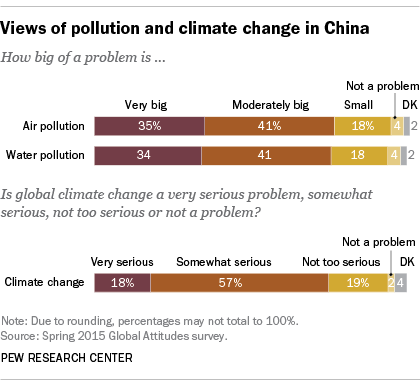 Views of pollution and climate change in China
How big of a problem is ...
Not a problem
Very big Moderately big Small DK
Air pollution 35% 41% 18% 4 2
Water pollution 34 41 18 4 2
Is global climate change a very serious problem, somewhat
serious, not too serious or not a problem?
Not a problem
Very serious Somewhat serious Not too serious DK
Climate change 18% 57% 19% 2 4
Note: Due to rounding, percentages may not total to 100%.
Source: Spring 2015 Global Attitudes survey.
PEW RESEARCH CENTER